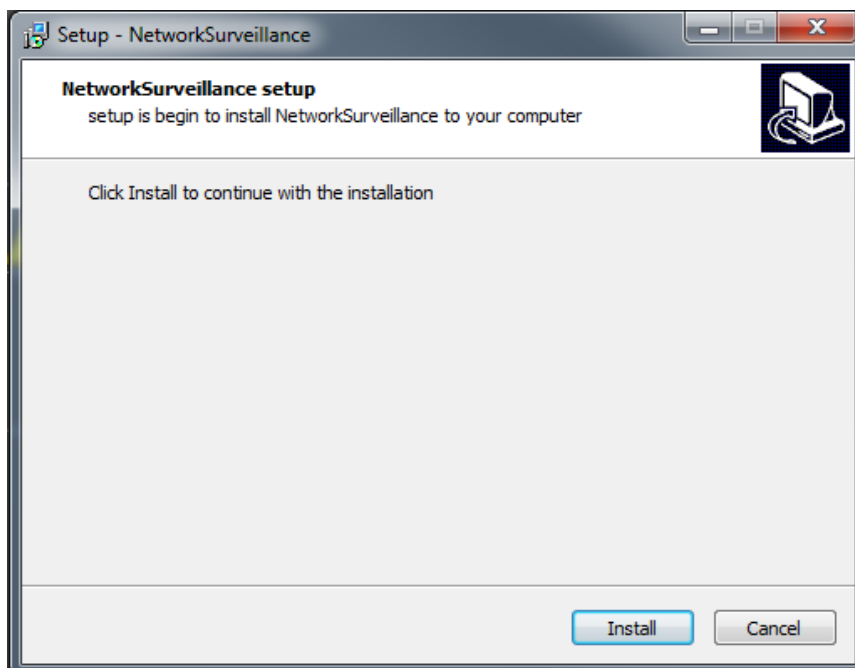 Setup - NetworkSurveillance
NetworkSurveillance setup
setup is begin to install NetworkSurveillance to your computer
Click Install to continue with the installation
Install
Cancel